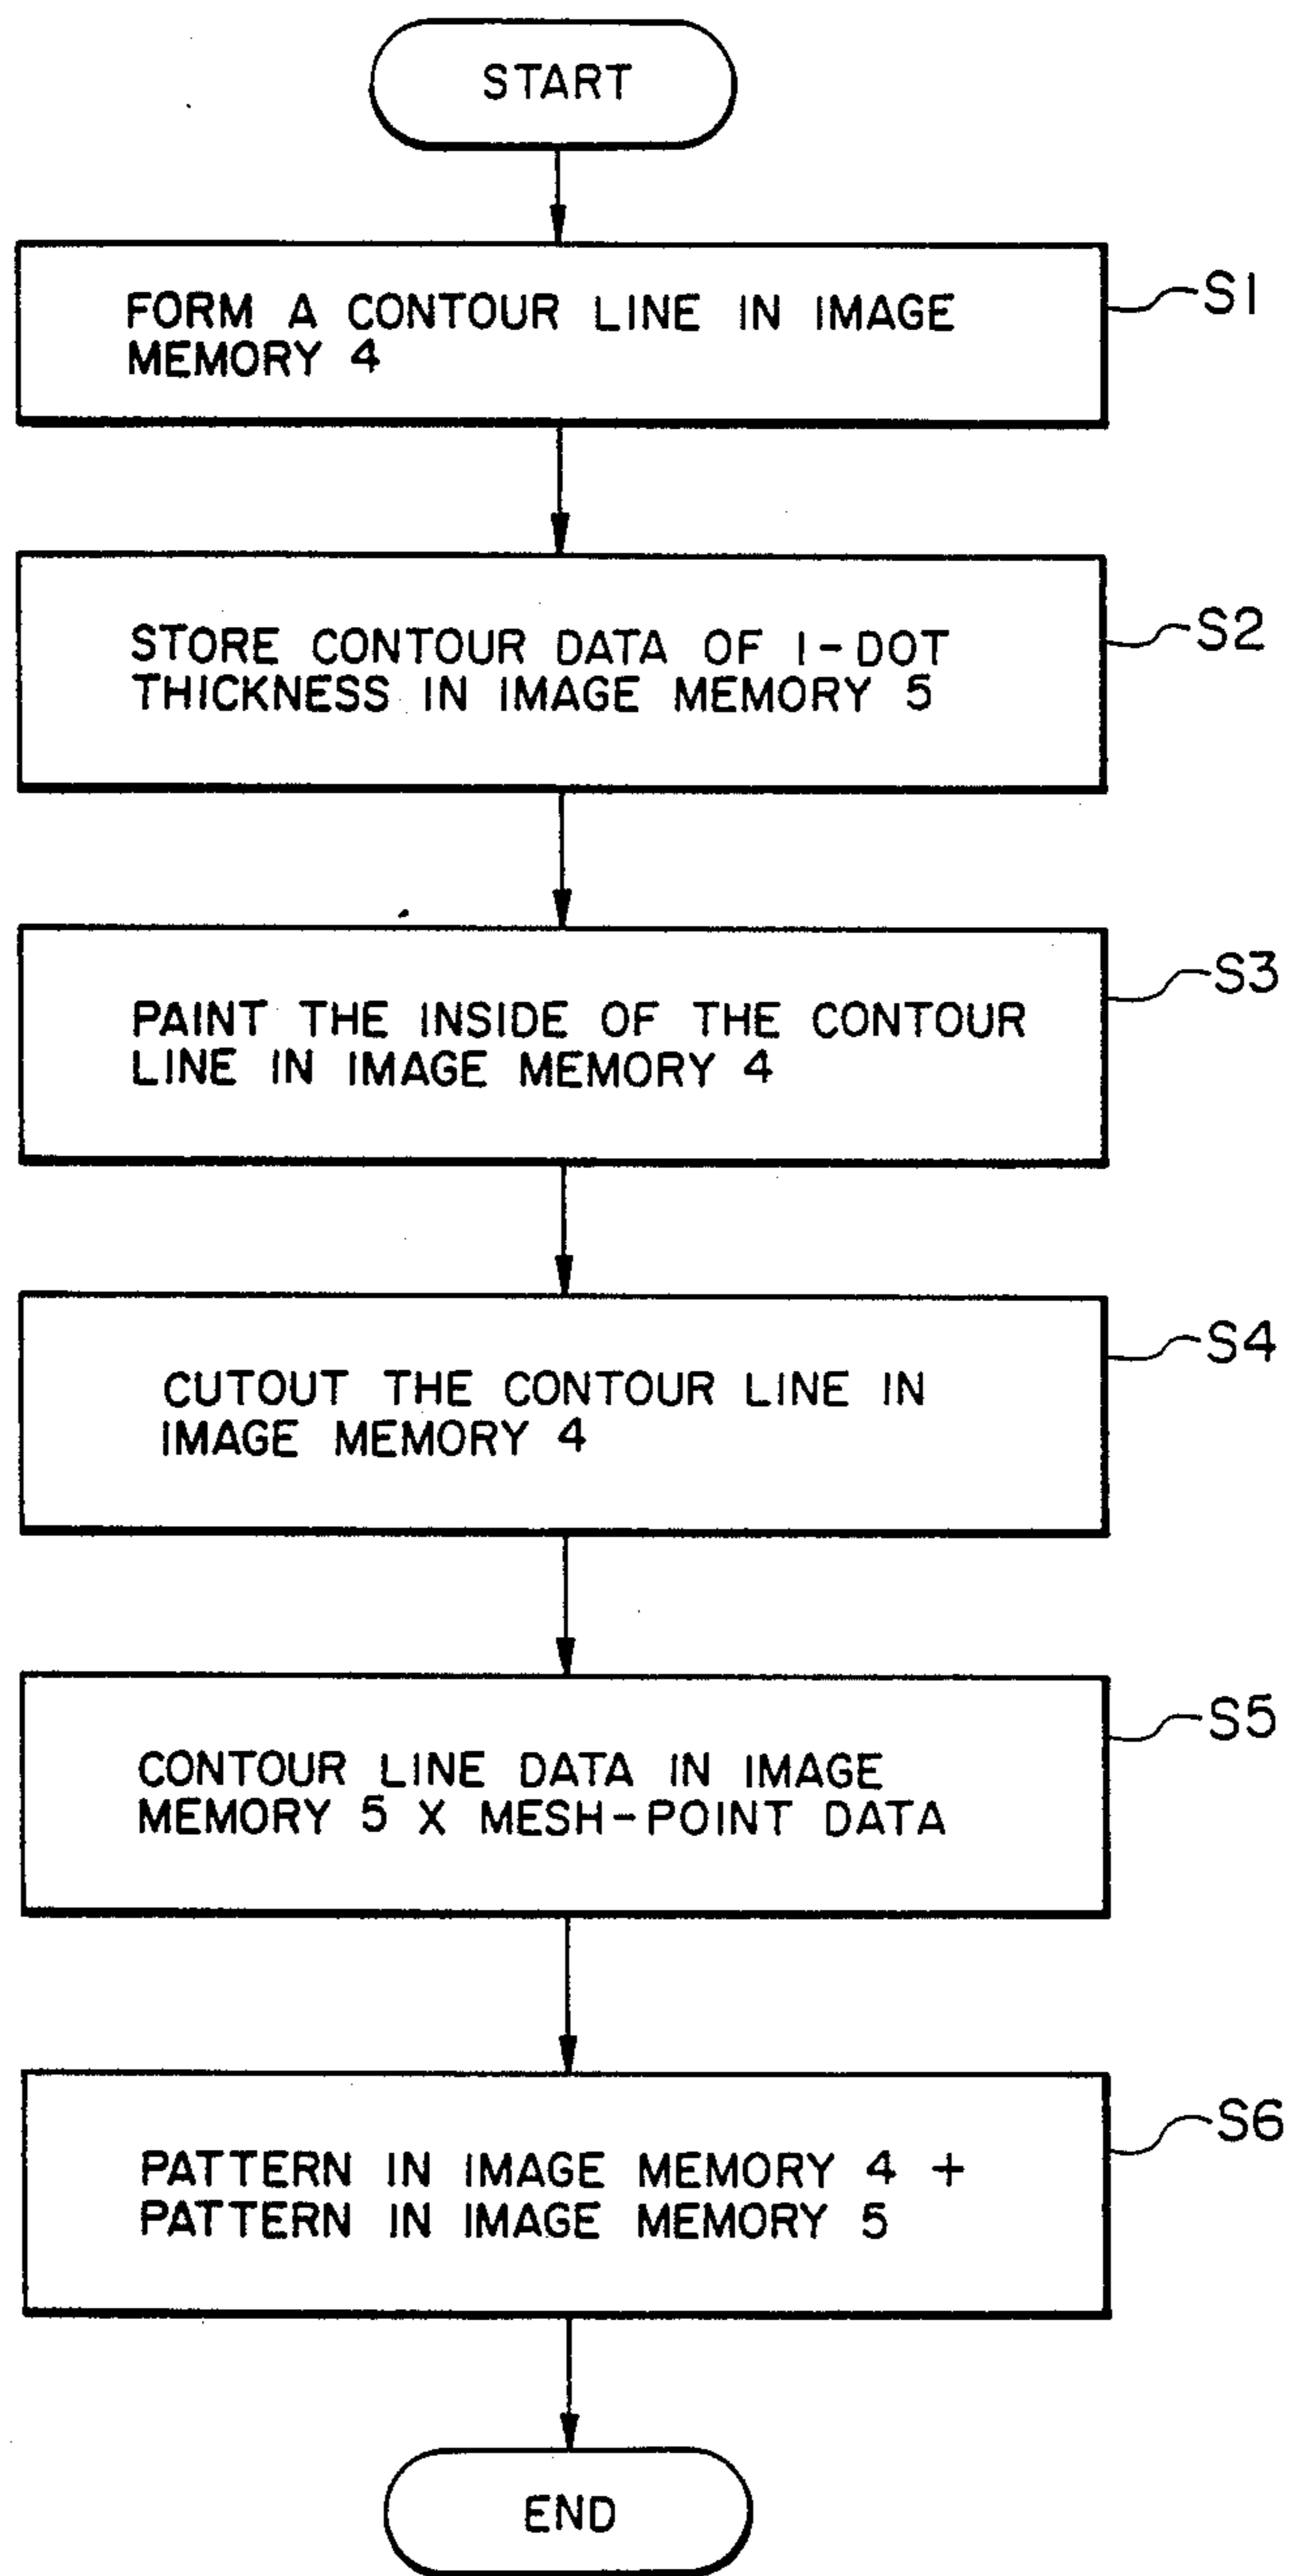 START
FORM A CONTOUR LINE IN IMAGE
MEMORY 4
S1
STORE CONTOUR DATA OF 1-DOT
THICKNESS IN IMAGE MEMORY 5
S2
PAINT THE INSIDE OF THE CONTOUR
LINE IN IMAGE MEMORY 4
S3
CUTOUT THE CONTOUR LINE IN
IMAGE MEMORY 4
S4
CONTOUR LINE DATA IN IMAGE
MEMORY 5 X MESH-POINT DATA
S5
PATTERN IN IMAGE MEMORY 4 +
PATTERN IN IMAGE MEMORY 5
S6
END